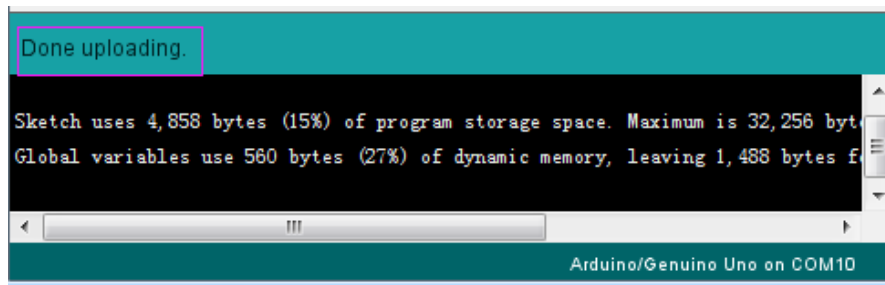 Done uploading.
Sketch uses 4,858 bytes (15%) of program storage space. Maximum is 32,256
Global variables use 560 bytes (27%) of dynamic memory, leaving 1,488 bytes
Arduino/Genuino Uno on COM10